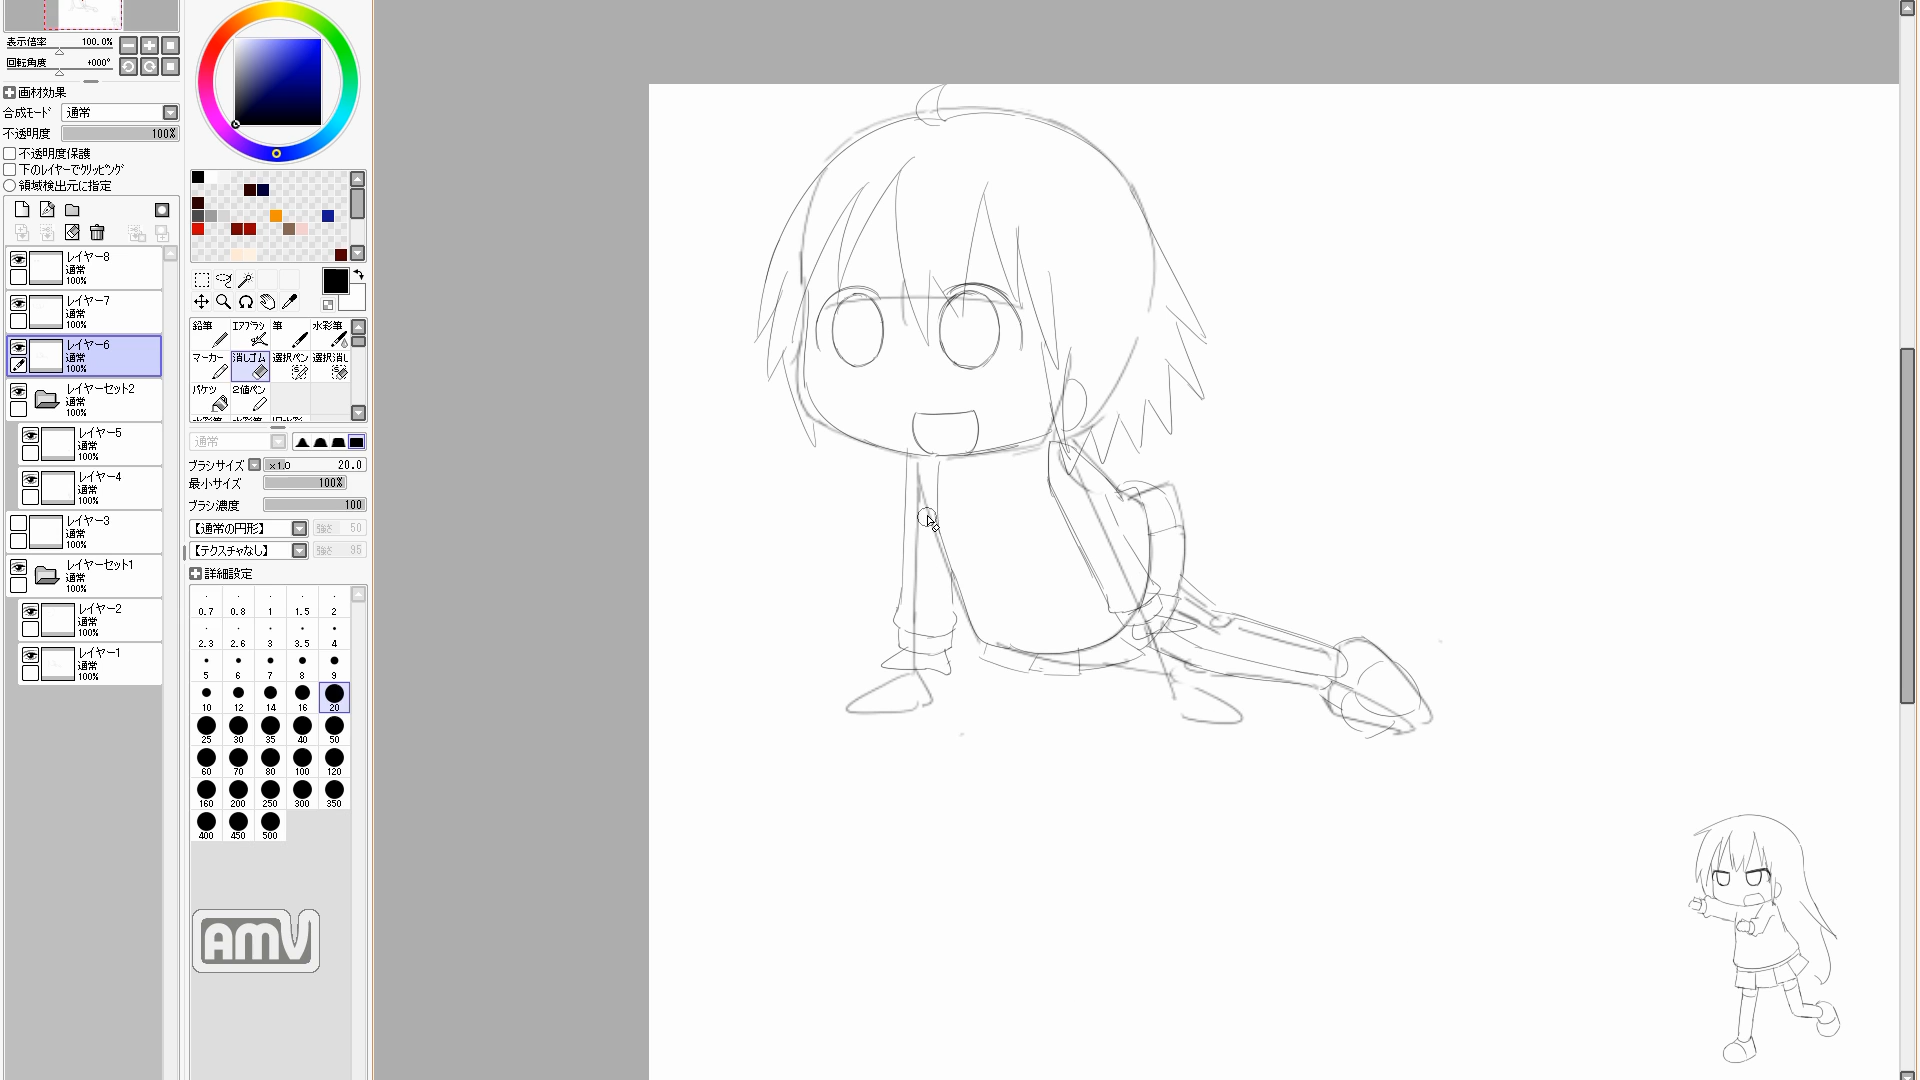 表示倍率 100.0%
回転角度 +000°
画材効果
合成モード 通常
不透明度 100%
不透明度保護
下のレイヤーでクリッピング
領域検出元に指定
レイヤー8
通常
100%
レイヤー7
通常
100%
レイヤー6
通常
100%
レイヤーセット2
通常
100%
レイヤー5
通常
100%
レイヤー4
通常
100%
レイヤー3
通常
100%
レイヤーセット1
通常
100%
レイヤー2
通常
100%
レイヤー1
通常
100%
鉛筆 エアブラシ 筆 水彩筆
マーカー 消しゴム 選択ペン 選択消し
バケツ 2値ペン
通常
ブラシサイズ x1.0 20.0
最小サイズ 100%
ブラシ濃度 100
【通常の円形】 強さ 50
【テクスチャなし】 強さ 95
詳細設定
0.7 0.8 1 1.5 2
2.3 2.6 3 3.5 4
5 6 7 8 9
10 12 14 16 20
25 30 35 40 50
60 70 80 100 120
160 200 250 300 350
400 450 500
AMV